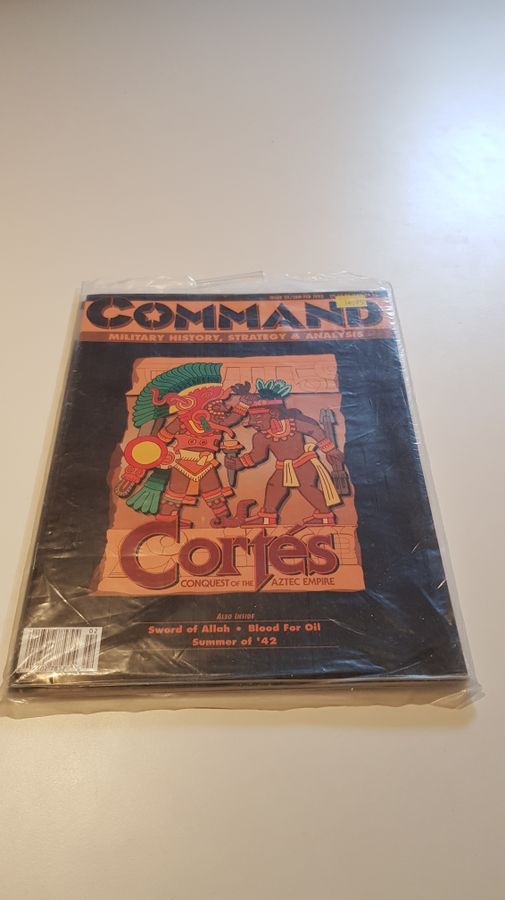 COMMAND
MILITARY HISTORY, STRATEGY & ANALYSIS
Cortés
CONQUEST OF THE AZTEC EMPIRE
ALSO INSIDE
Sword of Allah • Blood For Oil
Summer of '42
02